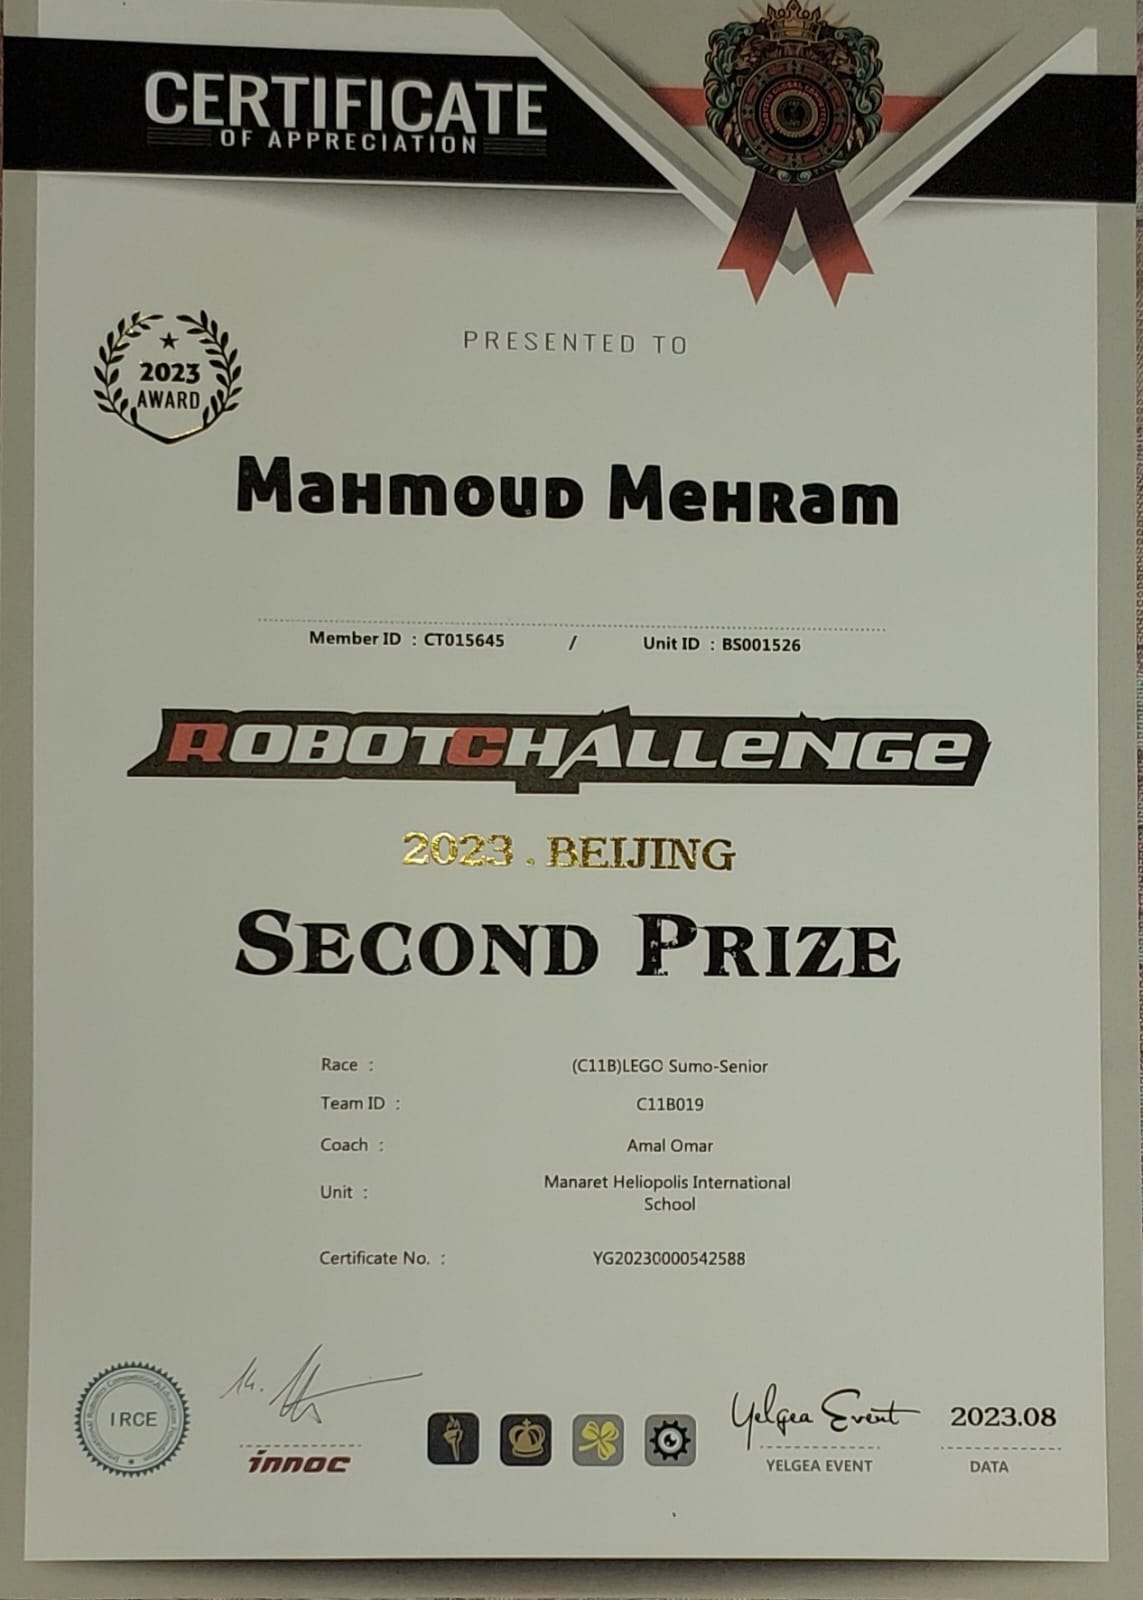 CERTIFICATE
OF APPRECIATION
PRESENTED TO
2023
AWARD
Mahmoud Mehram
Member ID : CT015645 / Unit ID : BS001526
ROBOTCHALLENGE
2023 . BEIJING
SECOND PRIZE
Race : (C11B)LEGO Sumo-Senior
Team ID : C11B019
Coach : Amal Omar
Unit : Manaret Heliopolis International
School
Certificate No. : YG20230000542588
IRCE
innoc
Yelgea Event
YELGEA EVENT
2023.08
DATA